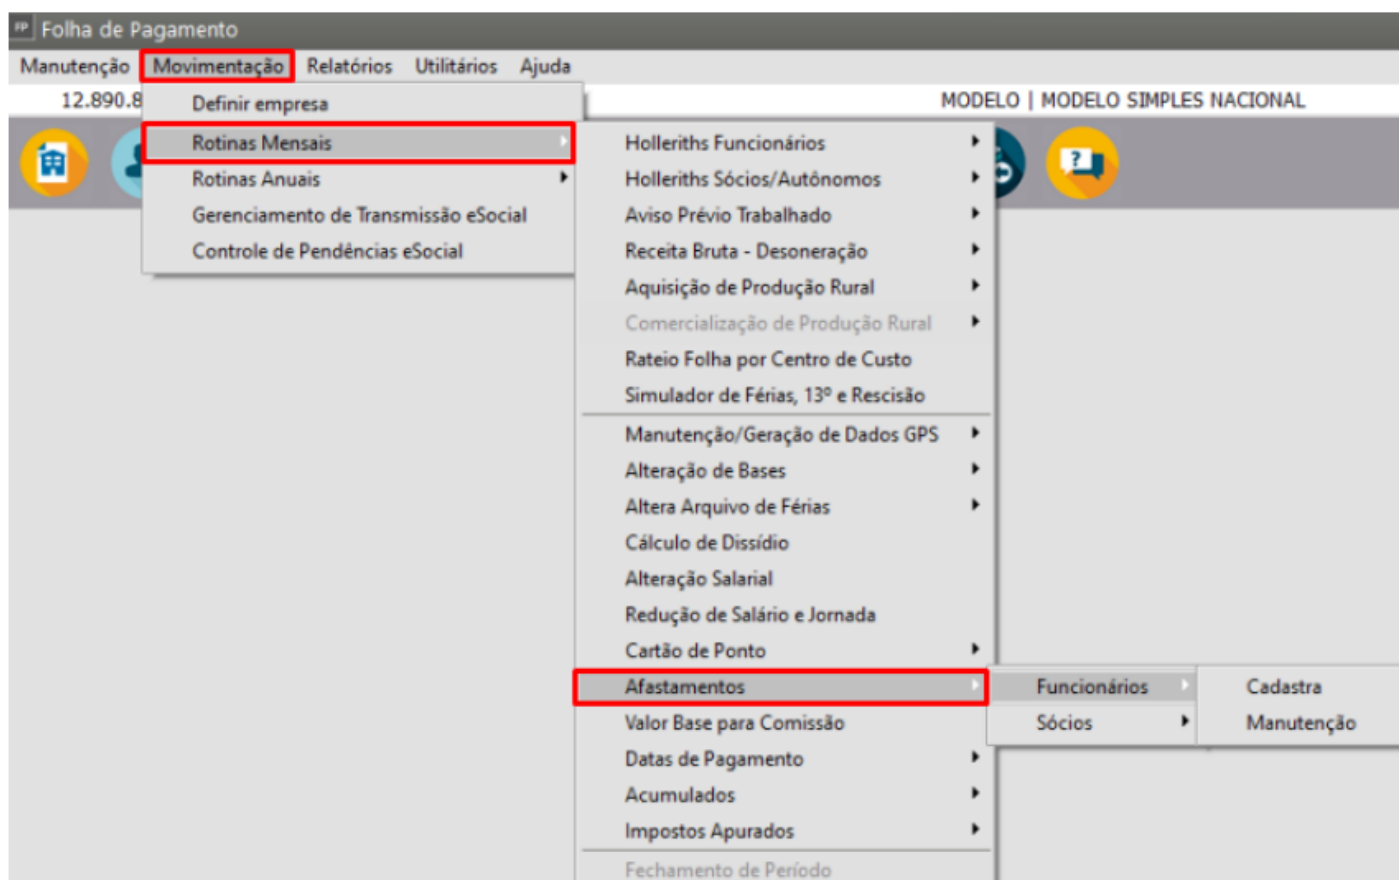 FP Folha de Pagamento
Manutenção Movimentação Relatórios Utilitários Ajuda
12.890.8
MODELO | MODELO SIMPLES NACIONAL
Definir empresa
Rotinas Mensais
Rotinas Anuais
Gerenciamento de Transmissão eSocial
Controle de Pendências eSocial
Holleriths Funcionários
Holleriths Sócios/Autônomos
Aviso Prévio Trabalhado
Receita Bruta - Desoneração
Aquisição de Produção Rural
Comercialização de Produção Rural
Rateio Folha por Centro de Custo
Simulador de Férias, 13º e Rescisão
Manutenção/Geração de Dados GPS
Alteração de Bases
Altera Arquivo de Férias
Cálculo de Dissídio
Alteração Salarial
Redução de Salário e Jornada
Cartão de Ponto
Afastamentos
Valor Base para Comissão
Datas de Pagamento
Acumulados
Impostos Apurados
Fechamento de Período
Funcionários
Sócios
Cadastra
Manutenção
?